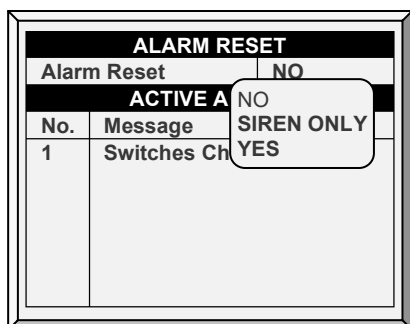 ALARM RESET
Alarm Reset NO
ACTIVE A
NO
SIREN ONLY
YES
No. Message
1 Switches Ch